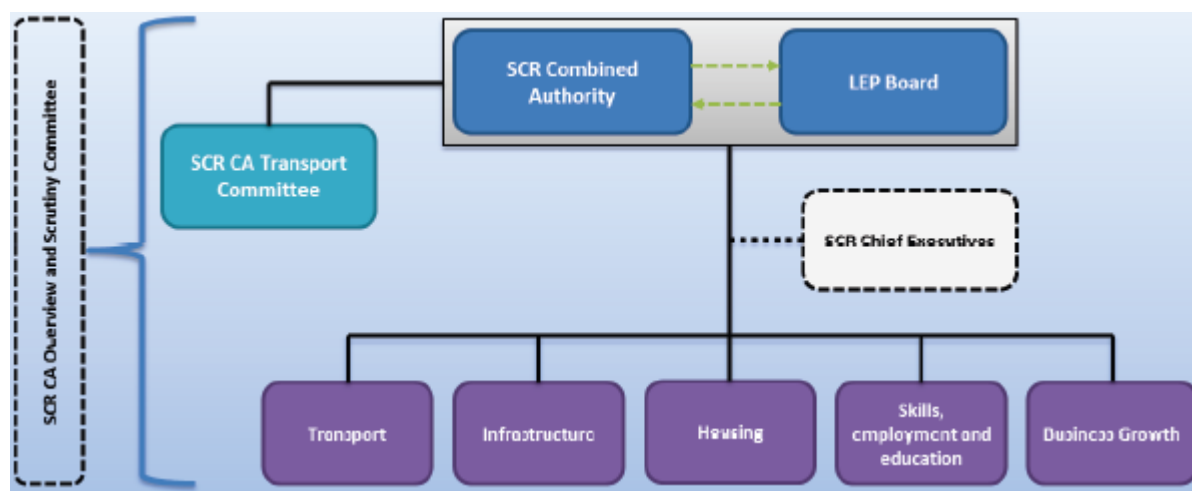 SCR CA Overview and Scrutiny Committee
SCR Combined
Authority
LEP Board
SCR CA Transport
Committee
SCR Chief Executives
Transport
Infrastructure
Housing
Skills,
employment and
education
Business Growth